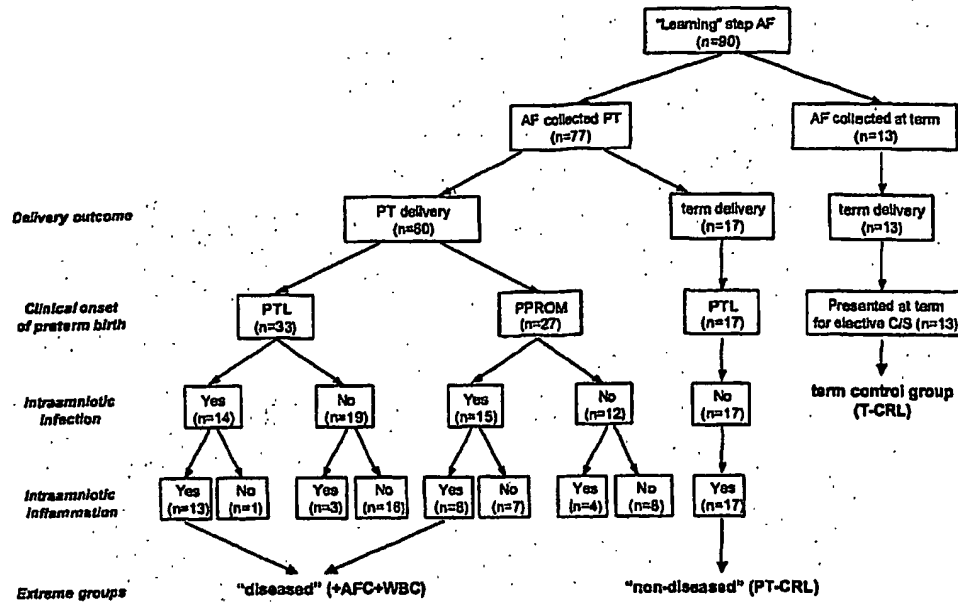 "Learning" step AF
(n=90)
AF collected PT
(n=77)
AF collected at term
(n=13)
Delivery outcome
PT delivery
(n=60)
term delivery
(n=17)
term delivery
(n=13)
Clinical onset
of preterm birth
PTL
(n=33)
PPROM
(n=27)
PTL
(n=17)
Presented at term
for elective C/S (n=13)
Intraamniotic
Infection
Yes
(n=14)
No
(n=19)
Yes
(n=15)
No
(n=12)
No
(n=17)
term control group
(T-CRL)
Intraamniotic
Inflammation
Yes
(n=13)
No
(n=1)
Yes
(n=3)
No
(n=16)
Yes
(n=8)
No
(n=7)
Yes
(n=4)
No
(n=8)
Yes
(n=17)
Extreme groups
"diseased" (+AFC+WBC)
"non-diseased" (PT-CRL)